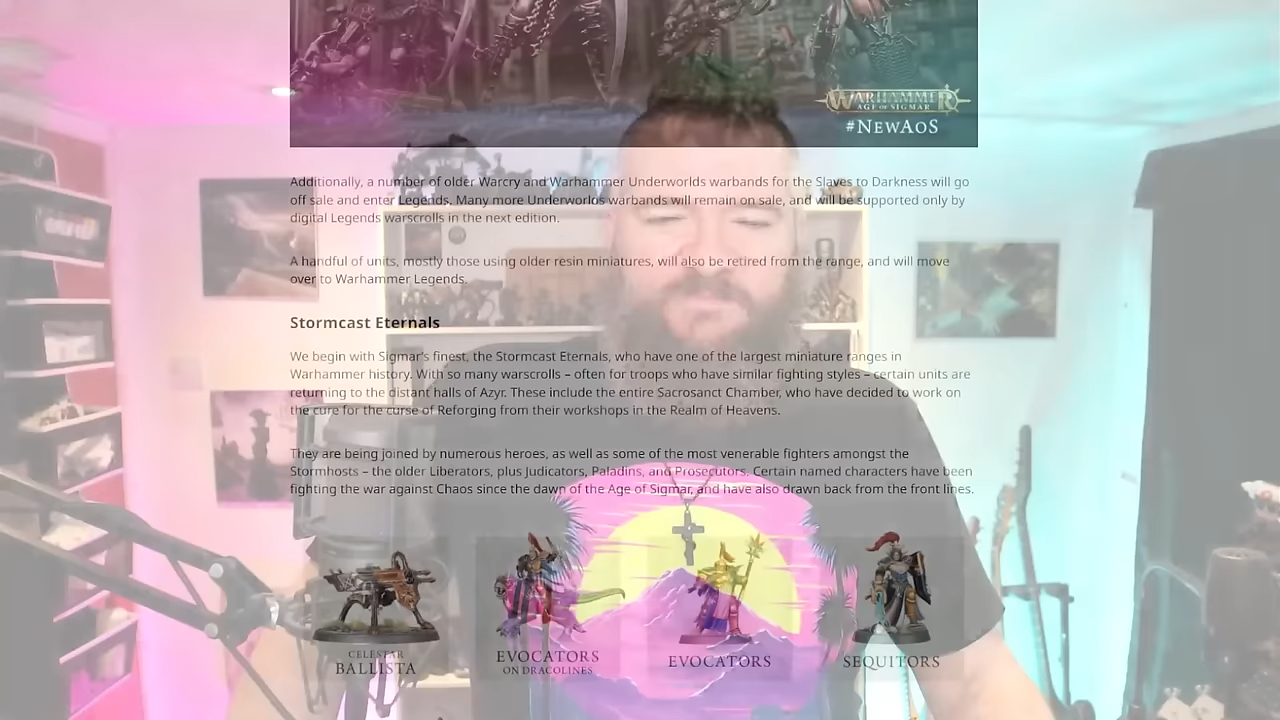 WARHAMMER
AGE OF SIGMAR
#NEWAOS
Additionally, a number of older Warcry and Warhammer Underworlds warbands for the Slaves to Darkness will go
off sale and enter Legends. Many more Underworlds warbands will remain on sale, and will be supported only by
digital Legends warscrolls in the next edition.
A handful of units, mostly those using older resin miniatures, will also be retired from the range, and will move
over to Warhammer Legends.
Stormcast Eternals
We begin with Sigmar's finest, the Stormcast Eternals, who have one of the largest miniature ranges in
Warhammer history. With so many warscrolls – often for troops who have similar fighting styles – certain units are
returning to the distant halls of Azyr. These include the entire Sacrosanct Chamber, who have decided to work on
the cure for the curse of Reforging from their workshops in the Realm of Heavens.
They are being joined by numerous heroes, as well as some of the most venerable fighters amongst the
Stormhosts – the older Liberators, plus Judicators, Paladins, and Prosecutors. Certain named characters have been
fighting the war against Chaos since the dawn of the Age of Sigmar, and have also drawn back from the front lines.
CELESTAR
BALLISTA
EVOCATORS
ON DRACOLINES
EVOCATORS
SEQUITORS